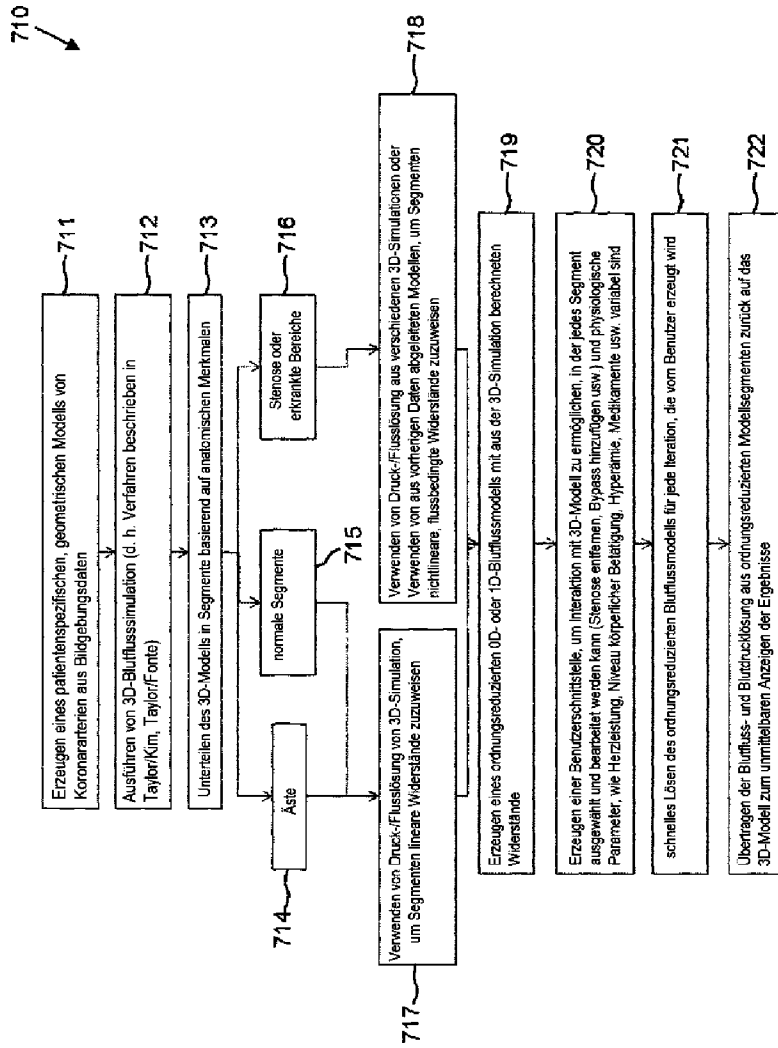 710
711
Erzeugen eines patientenspezifischen, geometrischen Modells von
Koronararterien aus Bildgebungsdaten
712
Ausführen von 3D-Blutflusssimulation (d. h. Verfahren beschrieben in
Taylor/Kim, Taylor/Fonte)
713
Unterteilen des 3D-Modells in Segmente basierend auf anatomischen Merkmalen
714
Äste
715
normale Segmente
716
Stenose oder
erkrankte Bereiche
717
Verwenden von Druck-/Flusslösung von 3D-Simulation,
um Segmenten lineare Widerstände zuzuweisen
718
Verwenden von Druck-/Flusslösung aus verschiedenen 3D-Simulationen oder
Verwenden von aus vorherigen Daten abgeleiteten Modellen, um Segmenten
nichtlineare, flussbedingte Widerstände zuzuweisen
719
Erzeugen eines ordnungsreduzierten 0D- oder 1D-Blutflussmodells mit aus der 3D-Simulation berechneten
Widerstände
720
Erzeugen einer Benutzerschnittstelle, um Interaktion mit 3D-Modell zu ermöglichen, in der jedes Segment
ausgewählt und bearbeitet werden kann (Stenose entfernen, Bypass hinzufügen usw.) und physiologische
Parameter, wie Herzleistung, Niveau körperlicher Betätigung, Hyperämie, Medikamente usw. variabel sind
721
schnelles Lösen des ordnungsreduzierten Blutflussmodells für jede Iteration, die vom Benutzer erzeugt wird
722
Übertragen der Blutfluss- und Blutdrucklösung aus ordnungsreduzierten Modellsegmenten zurück auf das
3D-Modell zum unmittelbaren Anzeigen der Ergebnisse